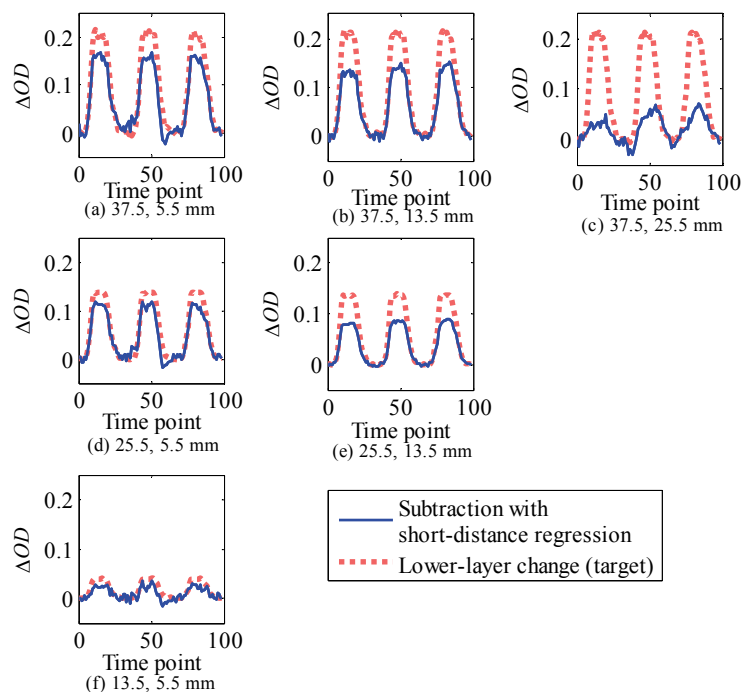 0.2
0.1
0
ΔOD
0 50 100
Time point
(a) 37.5, 5.5 mm
0.2
0.1
0
ΔOD
0 50 100
Time point
(b) 37.5, 13.5 mm
0.2
0.1
0
ΔOD
0 50 100
Time point
(c) 37.5, 25.5 mm
0.2
0.1
0
ΔOD
0 50 100
Time point
(d) 25.5, 5.5 mm
0.2
0.1
0
ΔOD
0 50 100
Time point
(e) 25.5, 13.5 mm
0.2
0.1
0
ΔOD
0 50 100
Time point
(f) 13.5, 5.5 mm
Subtraction with
short-distance regression
Lower-layer change (target)